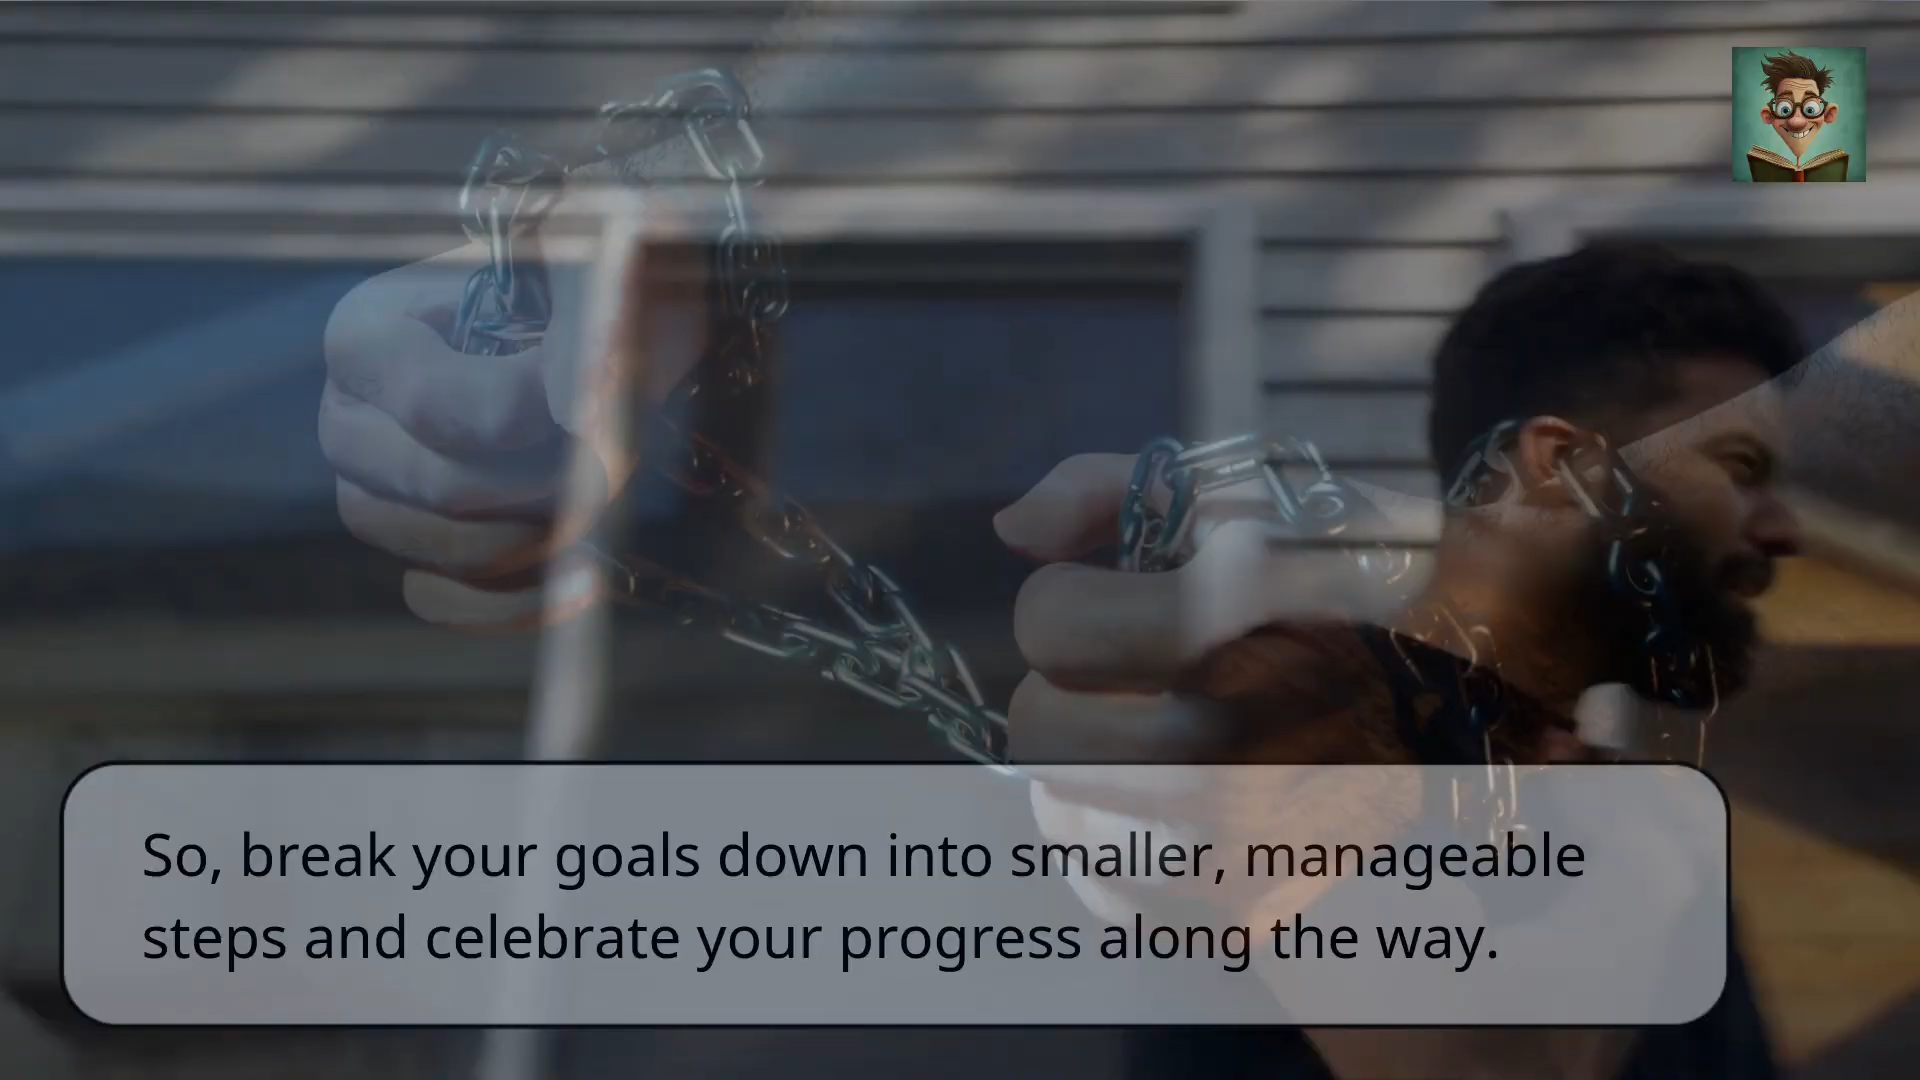 So, break your goals down into smaller, manageable
steps and celebrate your progress along the way.